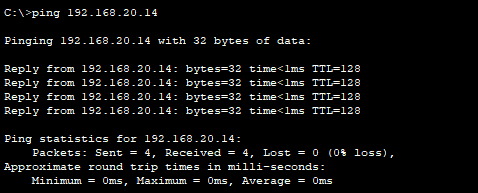 C:\>ping 192.168.20.14
Pinging 192.168.20.14 with 32 bytes of data:
Reply from 192.168.20.14: bytes=32 time<1ms TTL=128
Reply from 192.168.20.14: bytes=32 time<1ms TTL=128
Reply from 192.168.20.14: bytes=32 time<1ms TTL=128
Reply from 192.168.20.14: bytes=32 time<1ms TTL=128
Ping statistics for 192.168.20.14:
    Packets: Sent = 4, Received = 4, Lost = 0 (0% loss),
Approximate round trip times in milli-seconds:
    Minimum = 0ms, Maximum = 0ms, Average = 0ms